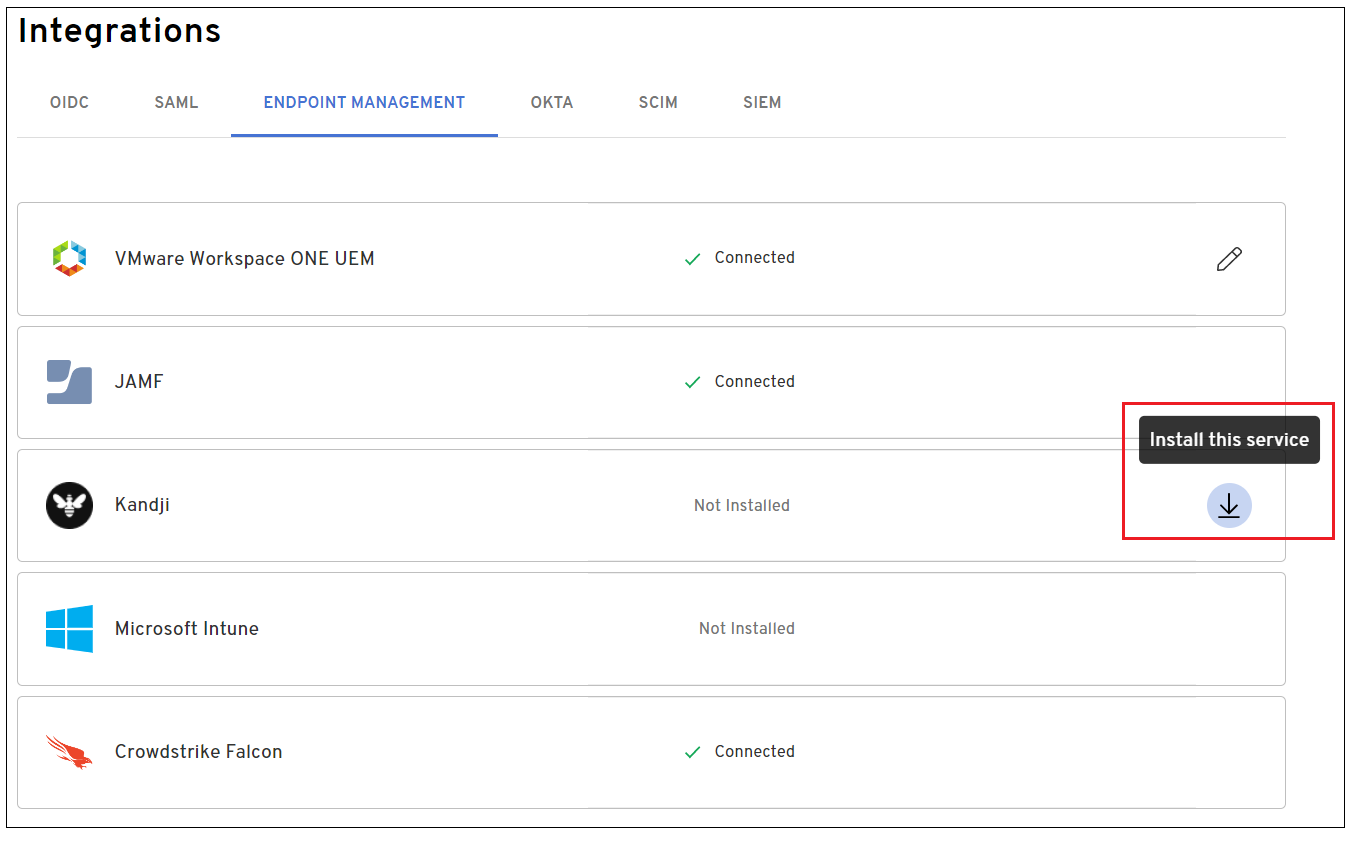 Integrations
OIDC SAML ENDPOINT MANAGEMENT OKTA SCIM SIEM
VMware Workspace ONE UEM Connected
JAMF Connected
Install this service
Kandji Not Installed
Microsoft Intune Not Installed
Crowdstrike Falcon Connected